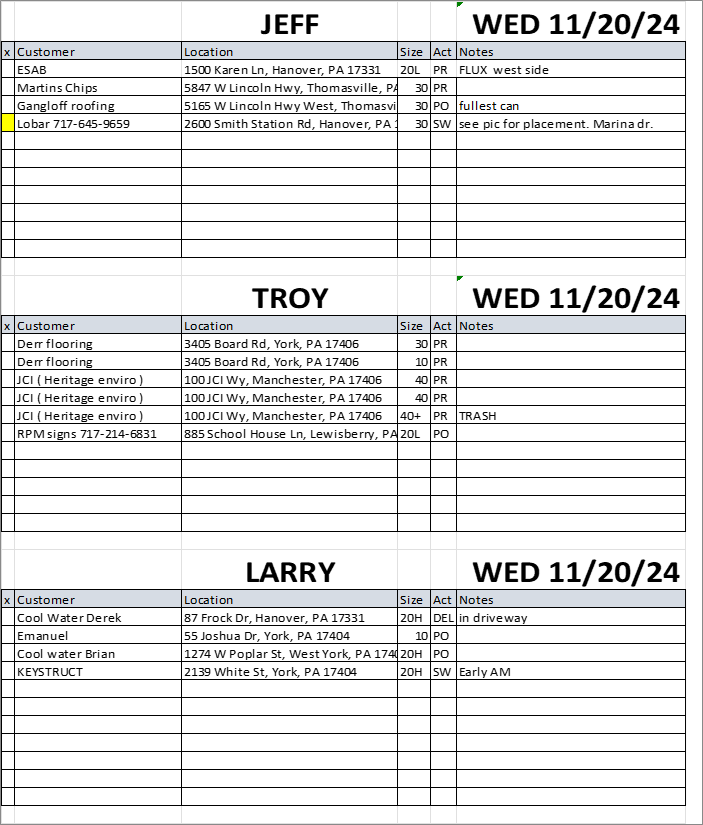 JEFF WED 11/20/24
x Customer Location Size Act Notes
ESAB 1500 Karen Ln, Hanover, PA 17331 20L PR FLUX west side
Martins Chips 5847 W Lincoln Hwy, Thomasville, PA 30 PR
Gangloff roofing 5165 W Lincoln Hwy West, Thomasvi 30 PO fullest can
Lobar 717-645-9659 2600 Smith Station Rd, Hanover, PA 1 30 SW see pic for placement. Marina dr.
TROY WED 11/20/24
x Customer Location Size Act Notes
Derr flooring 3405 Board Rd, York, PA 17406 30 PR
Derr flooring 3405 Board Rd, York, PA 17406 10 PR
JCI ( Heritage enviro ) 100 JCI Wy, Manchester, PA 17406 40 PR
JCI ( Heritage enviro ) 100 JCI Wy, Manchester, PA 17406 40 PR
JCI ( Heritage enviro ) 100 JCI Wy, Manchester, PA 17406 40+ PR TRASH
RPM signs 717-214-6831 885 School House Ln, Lewisberry, PA 20L PO
LARRY WED 11/20/24
x Customer Location Size Act Notes
Cool Water Derek 87 Frock Dr, Hanover, PA 17331 20H DEL in driveway
Emanuel 55 Joshua Dr, York, PA 17404 10 PO
Cool water Brian 1274 W Poplar St, West York, PA 1740 20H PO
KEYSTRUCT 2139 White St, York, PA 17404 20H SW Early AM